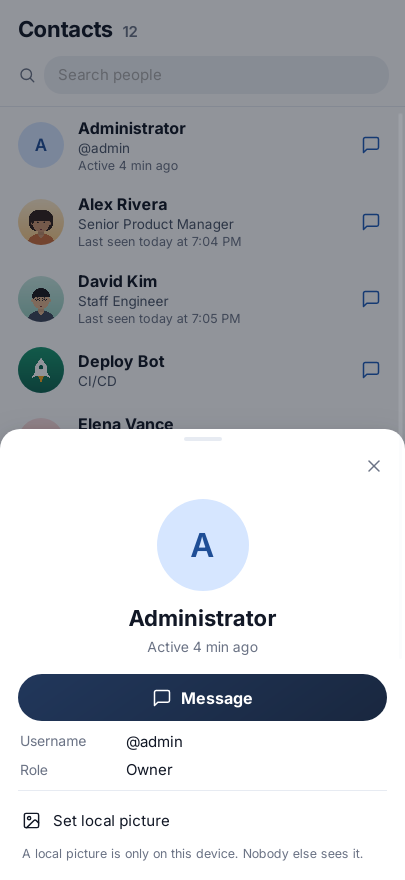 Contacts 12
Search people
A
Administrator
@admin
Active 4 min ago
Alex Rivera
Senior Product Manager
Last seen today at 7:04 PM
David Kim
Staff Engineer
Last seen today at 7:05 PM
Deploy Bot
CI/CD
Elena Vance
A
Administrator
Active 4 min ago
Message
Username @admin
Role Owner
Set local picture
A local picture is only on this device. Nobody else sees it.